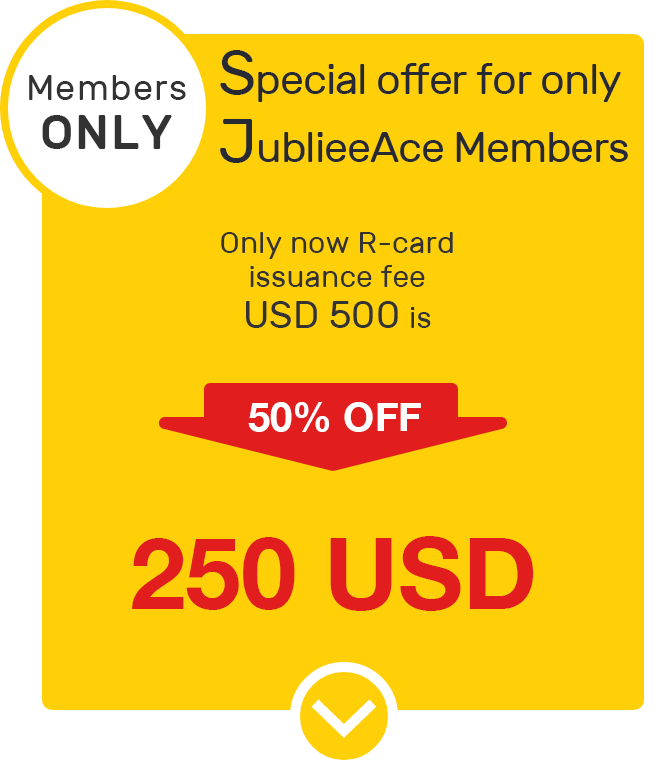 Members
ONLY
Special offer for only
JublieeAce Members
Only now R-card
issuance fee
USD 500 is
50% OFF
250 USD